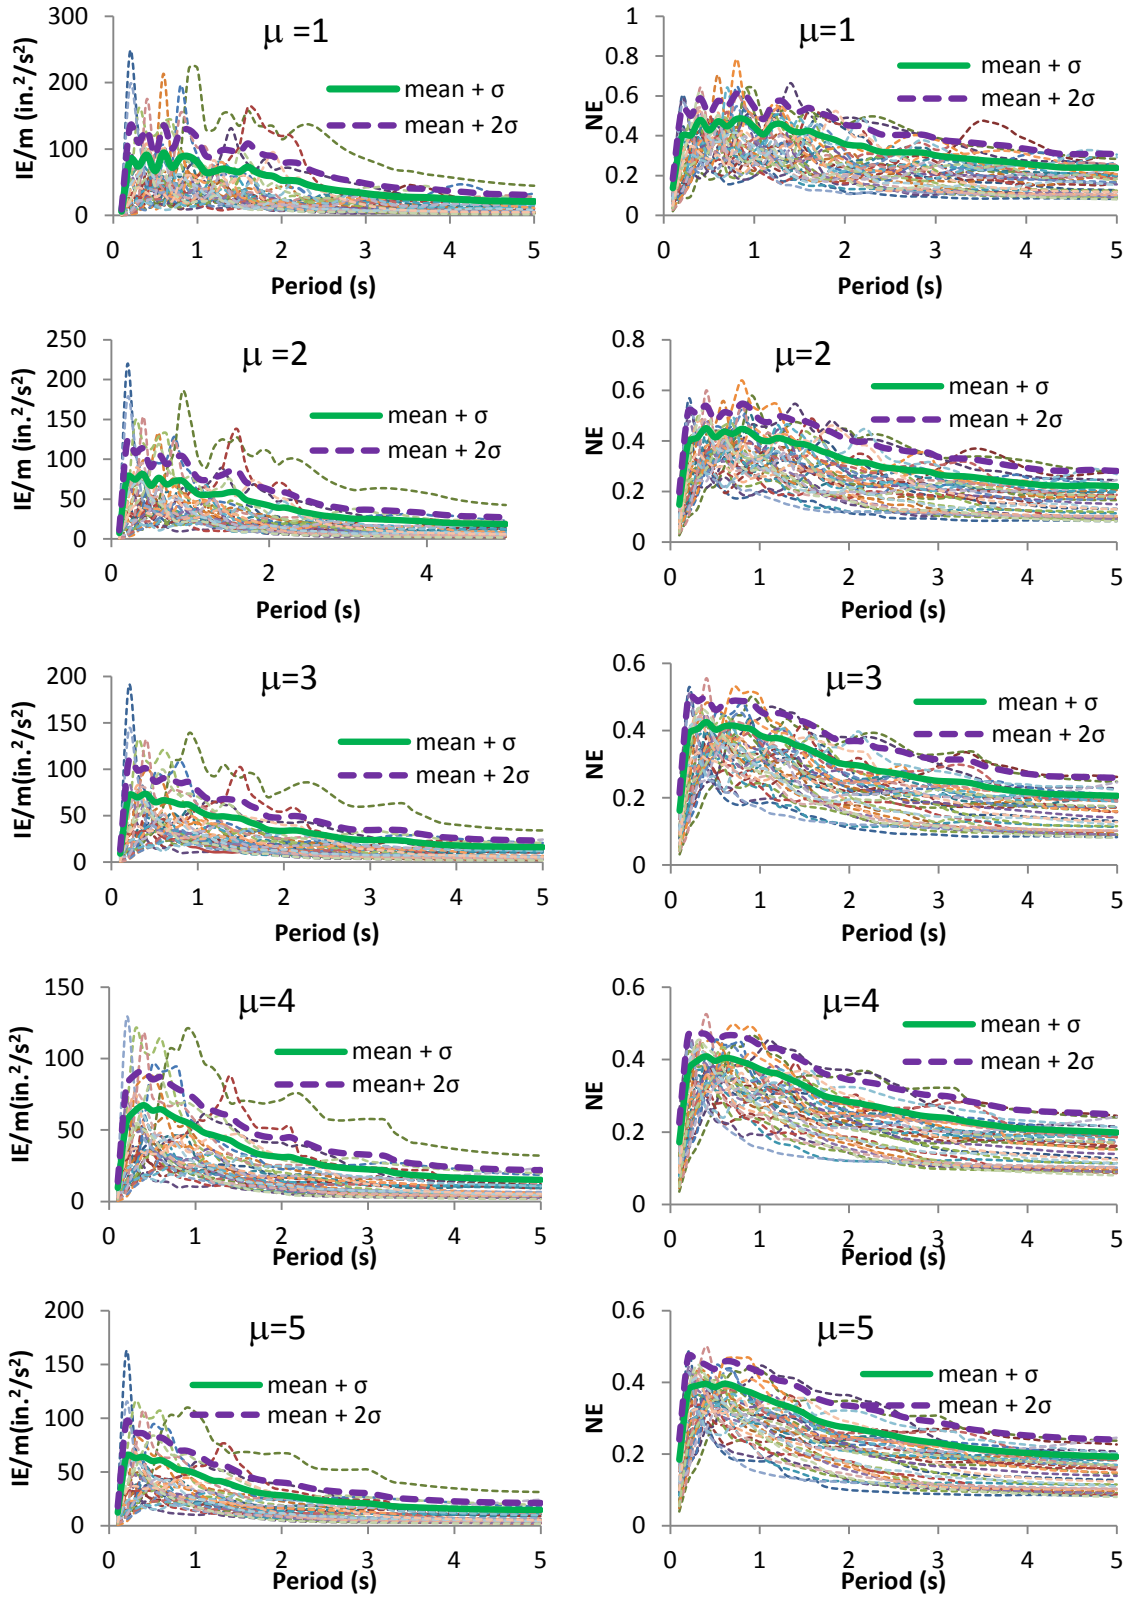 μ =1
IE/m (in.²/s²)
300
200
100
0
mean + σ
mean + 2σ
0 1 2 3 4 5
Period (s)
μ=1
NE
1
0.8
0.6
0.4
0.2
0
mean + σ
mean + 2σ
0 1 2 3 4 5
Period (s)
μ =2
IE/m (in.²/s²)
250
200
150
100
50
0
mean + σ
mean + 2σ
0 2 4
Period (s)
μ=2
NE
0.8
0.6
0.4
0.2
0
mean + σ
mean + 2σ
0 1 2 3 4 5
Period (s)
μ=3
IE/m(in.²/s²)
200
150
100
50
0
mean + σ
mean + 2σ
0 1 2 3 4 5
Period (s)
μ=3
NE
0.6
0.4
0.2
0
mean + σ
mean + 2σ
0 1 2 3 4 5
Period (s)
μ=4
IE/m(in.²/s²)
150
100
50
0
mean + σ
mean+ 2σ
0 1 2 3 4 5
Period (s)
μ=4
NE
0.6
0.4
0.2
0
mean + σ
mean + 2σ
0 1 2 3 4 5
Period (s)
μ=5
IE/m(in.²/s²)
200
150
100
50
0
mean + σ
mean + 2σ
0 1 2 3 4 5
Period (s)
μ=5
NE
0.6
0.4
0.2
0
mean + σ
mean + 2σ
0 1 2 3 4 5
Period (s)